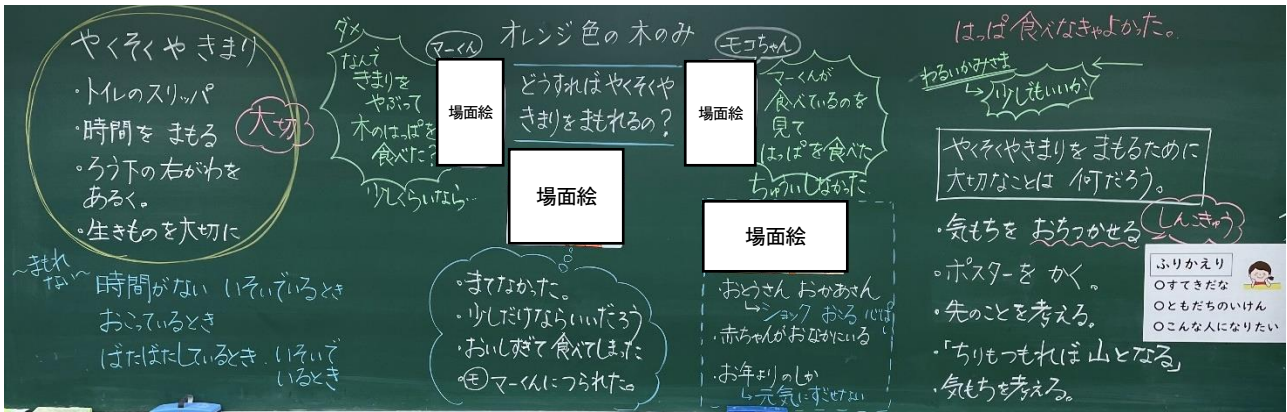 やくそくや きまり
・トイレのスリッパ
・時間を まもる
・ろう下の右がわを
あるく。
・生きものを大切に
大切
〜まもれない〜
時間がない いそいでいるとき
おこっているとき
ばたばたしているとき いそいで
いるとき
オレンジ色の 木のみ
どうすれば やくそくや
きまりを まもれるの?
ダメ
なんで
きまりを
やぶって
木のはっぱを
食べた?
少しくらいなら…
マーくん
場面絵
場面絵
・まてなかった。
・少しだけならいいだろう
・おいしすぎて食べてしまった
・モ マーくんにつられた。
モコちゃん
場面絵
マーくんが
食べているのを
見て
はっぱを食べた
ちゅういしなかった
場面絵
・おとうさん おかあさん
↳ショック おこる 心ぱい
・赤ちゃんがおなかにいる
・お年よりのしか
↳元気にすごせない
はっぱ 食べなきゃよかった。
わるいかみさま
↳少してもいいか!
やくそくやきまりを まもるために
大切なことは 何だろう。
・気もちを おちつかせる
しんこきゅう
・ポスターを かく。
・先のことを 考える。
・「ちりもつもれば 山となる」
・気もちを考える。
ふりかえり
○すてきだな
○ともだちのいけん
○こんな人になりたい